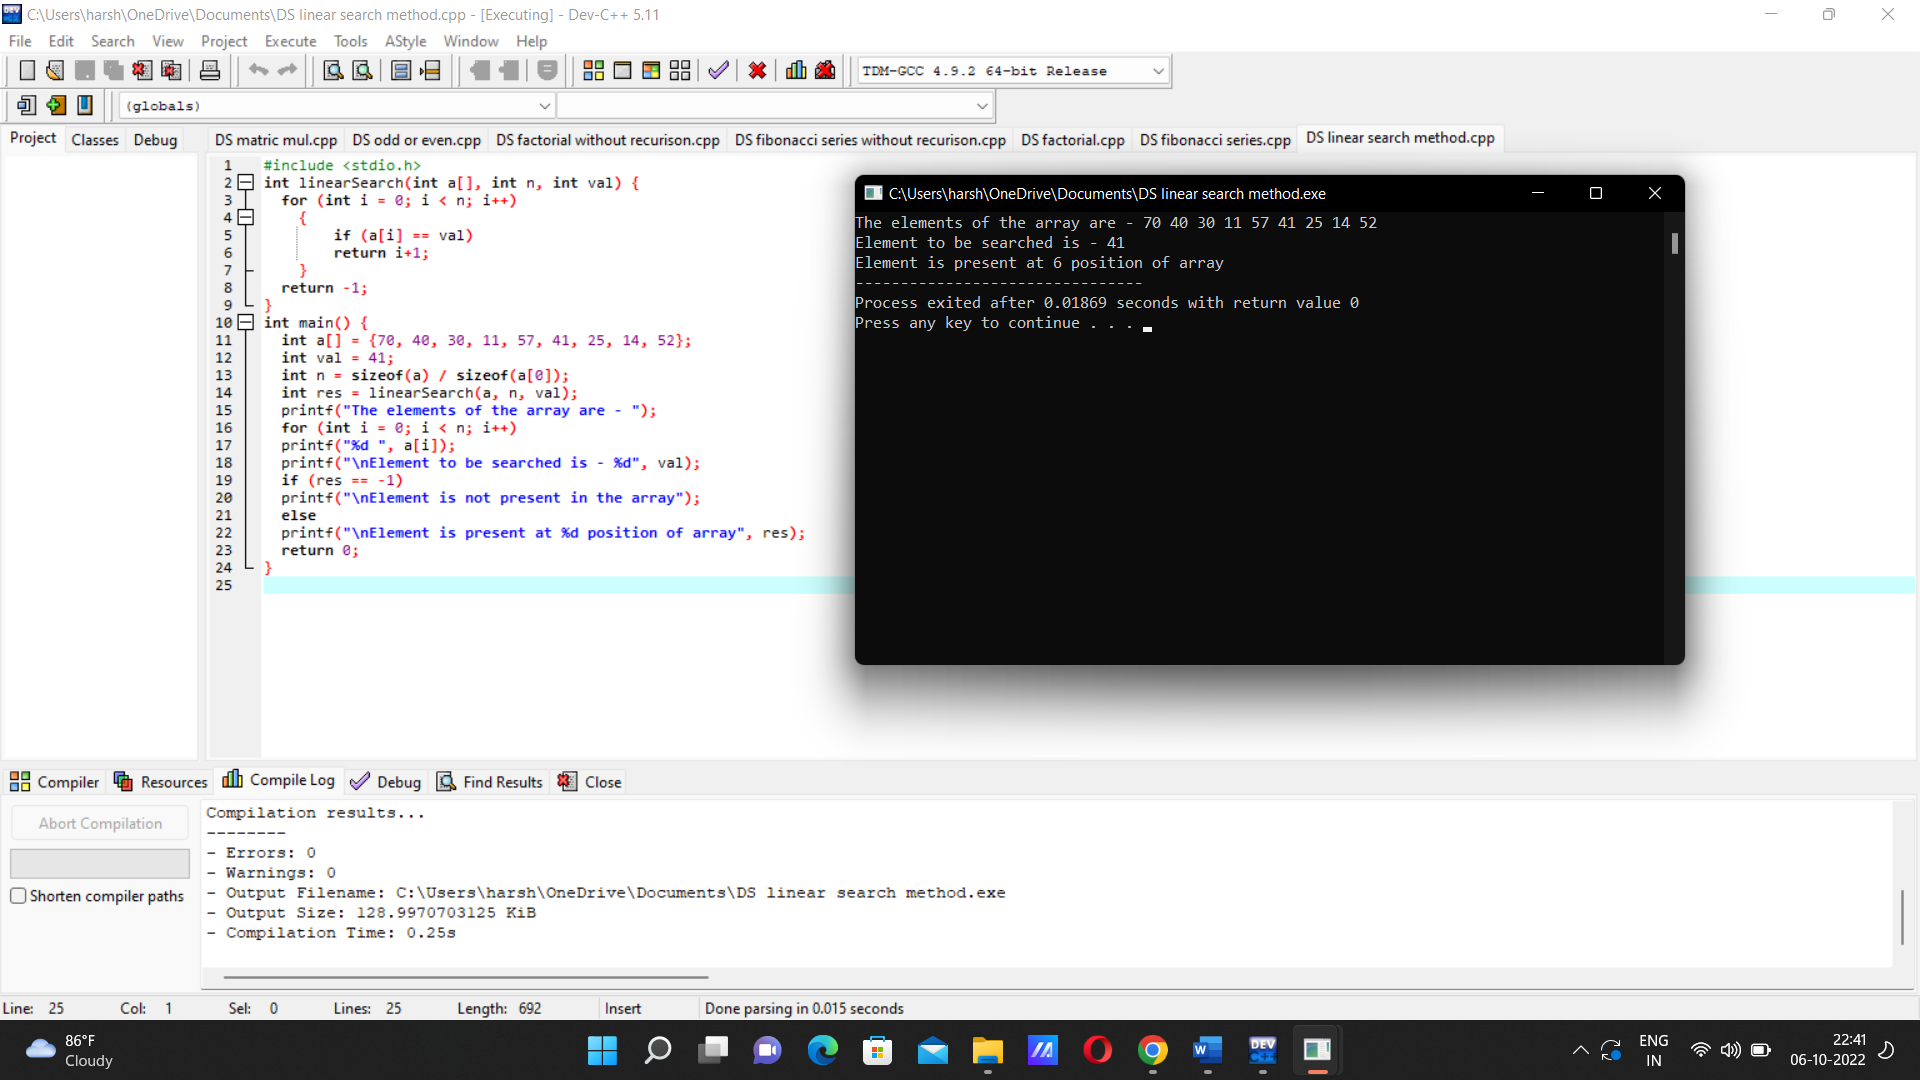 C:\Users\harsh\OneDrive\Documents\DS linear search method.cpp - [Executing] - Dev-C++ 5.11
File Edit Search View Project Execute Tools AStyle Window Help
TDM-GCC 4.9.2 64-bit Release
(globals)
Project Classes Debug
DS matric mul.cpp DS odd or even.cpp DS factorial without recurison.cpp DS fibonacci series without recurison.cpp DS factorial.cpp DS fibonacci series.cpp DS linear search method.cpp
1 #include <stdio.h>
2 int linearSearch(int a[], int n, int val) {
3 for (int i = 0; i < n; i++)
4 {
5 if (a[i] == val)
6 return i+1;
7 }
8 return -1;
9 }
10 int main() {
11 int a[] = {70, 40, 30, 11, 57, 41, 25, 14, 52};
12 int val = 41;
13 int n = sizeof(a) / sizeof(a[0]);
14 int res = linearSearch(a, n, val);
15 printf("The elements of the array are - ");
16 for (int i = 0; i < n; i++)
17 printf("%d ", a[i]);
18 printf("\nElement to be searched is - %d", val);
19 if (res == -1)
20 printf("\nElement is not present in the array");
21 else
22 printf("\nElement is present at %d position of array", res);
23 return 0;
24 }
25
C:\Users\harsh\OneDrive\Documents\DS linear search method.exe
The elements of the array are - 70 40 30 11 57 41 25 14 52
Element to be searched is - 41
Element is present at 6 position of array
--------------------------------
Process exited after 0.01869 seconds with return value 0
Press any key to continue . . .
Compiler Resources Compile Log Debug Find Results Close
Abort Compilation
Shorten compiler paths
Compilation results...
--------
- Errors: 0
- Warnings: 0
- Output Filename: C:\Users\harsh\OneDrive\Documents\DS linear search method.exe
- Output Size: 128.9970703125 KiB
- Compilation Time: 0.25s
Line: 25 Col: 1 Sel: 0 Lines: 25 Length: 692 Insert Done parsing in 0.015 seconds
86°F
Cloudy
DEV
C++
ENG
IN
22:41
06-10-2022